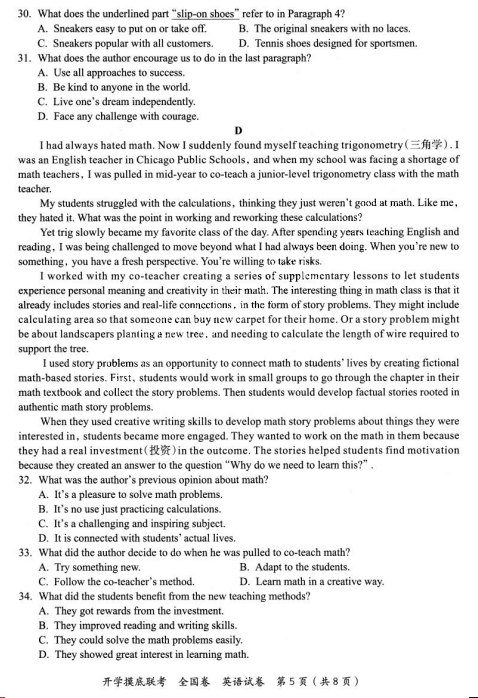 30. What does the underlined part "slip-on shoes" refer to in Paragraph 4?
A. Sneakers easy to put on or take off. B. The original sneakers with no laces.
C. Sneakers popular with all customers. D. Tennis shoes designed for sportsmen.
31. What does the author encourage us to do in the last paragraph?
A. Use all approaches to success.
B. Be kind to anyone in the world.
C. Live one's dream independently.
D. Face any challenge with courage.
D
I had always hated math. Now I suddenly found myself teaching trigonometry(三角学). I
was an English teacher in Chicago Public Schools, and when my school was facing a shortage of
math teachers, I was pulled in mid-year to co-teach a junior-level trigonometry class with the math
teacher.
My students struggled with the calculations, thinking they just weren't good at math. Like me,
they hated it. What was the point in working and reworking these calculations?
Yet trig slowly became my favorite class of the day. After spending years teaching English and
reading, I was being challenged to move beyond what I had always been doing. When you're new to
something, you have a fresh perspective. You're willing to take risks.
I worked with my co-teacher creating a series of supplementary lessons to let students
experience personal meaning and creativity in their math. The interesting thing in math class is that it
already includes stories and real-life connections, in the form of story problems. They might include
calculating area so that someone can buy new carpet for their home. Or a story problem might
be about landscapers planting a new tree, and needing to calculate the length of wire required to
support the tree.
I used story problems as an opportunity to connect math to students' lives by creating fictional
math-based stories. First, students would work in small groups to go through the chapter in their
math textbook and collect the story problems. Then students would develop factual stories rooted in
authentic math story problems.
When they used creative writing skills to develop math story problems about things they were
interested in, students became more engaged. They wanted to work on the math in them because
they had a real investment(投资)in the outcome. The stories helped students find motivation
because they created an answer to the question "Why do we need to learn this?".
32. What was the author's previous opinion about math?
A. It's a pleasure to solve math problems.
B. It's no use just practicing calculations.
C. It's a challenging and inspiring subject.
D. It is connected with students' actual lives.
33. What did the author decide to do when he was pulled to co-teach math?
A. Try something new. B. Adapt to the students.
C. Follow the co-teacher's method. D. Learn math in a creative way.
34. What did the students benefit from the new teaching methods?
A. They got rewards from the investment.
B. They improved reading and writing skills.
C. They could solve the math problems easily.
D. They showed great interest in learning math.
开学摸底联考 全国卷 英语试卷 第5页(共8页)